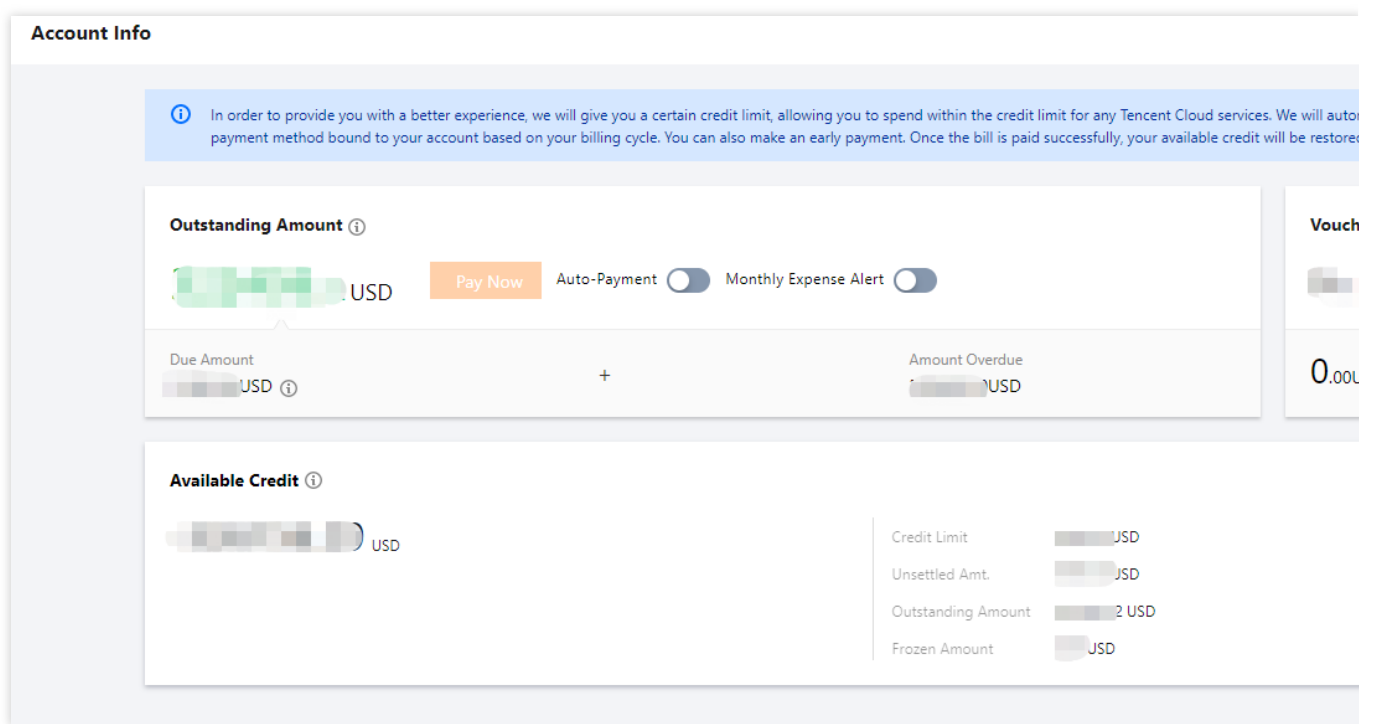 Account Info
In order to provide you with a better experience, we will give you a certain credit limit, allowing you to spend within the credit limit for any Tencent Cloud services. We will
payment method bound to your account based on your billing cycle. You can also make an early payment. Once the bill is paid successfully, your available credit will be
Outstanding Amount
USD
Pay Now
Auto-Payment
Monthly Expense Alert
Due Amount
USD
+
Amount Overdue
USD
0.00
Available Credit
USD
Credit Limit USD
Unsettled Amt. USD
Outstanding Amount 2 USD
Frozen Amount USD